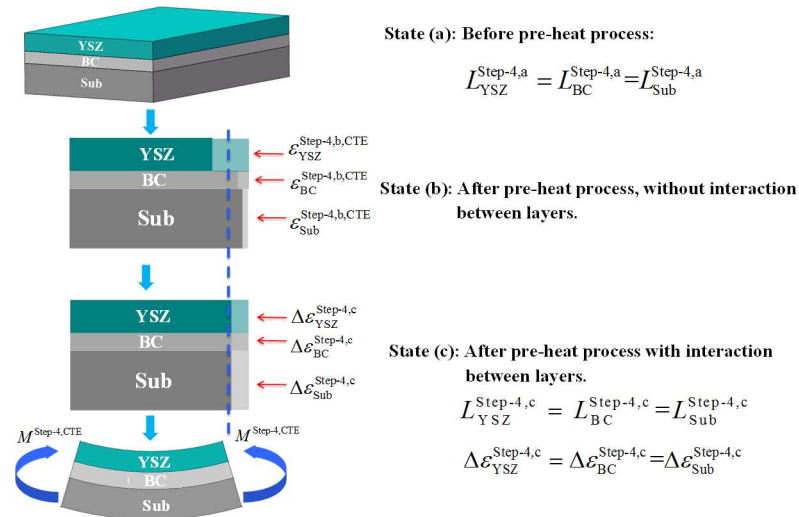 YSZ
BC
Sub
State (a): Before pre-heat process:
L_YSZ^Step-4,a = L_BC^Step-4,a = L_Sub^Step-4,a
YSZ
BC
Sub
ε_YSZ^Step-4,b,CTE
ε_BC^Step-4,b,CTE
ε_Sub^Step-4,b,CTE
State (b): After pre-heat process, without interaction
between layers.
YSZ
BC
Sub
Δε_YSZ^Step-4,c
Δε_BC^Step-4,c
Δε_Sub^Step-4,c
State (c): After pre-heat process with interaction
between layers.
L_YSZ^Step-4,c = L_BC^Step-4,c = L_Sub^Step-4,c
Δε_YSZ^Step-4,c = Δε_BC^Step-4,c = Δε_Sub^Step-4,c
M^Step-4,CTE
M^Step-4,CTE
YSZ
BC
Sub